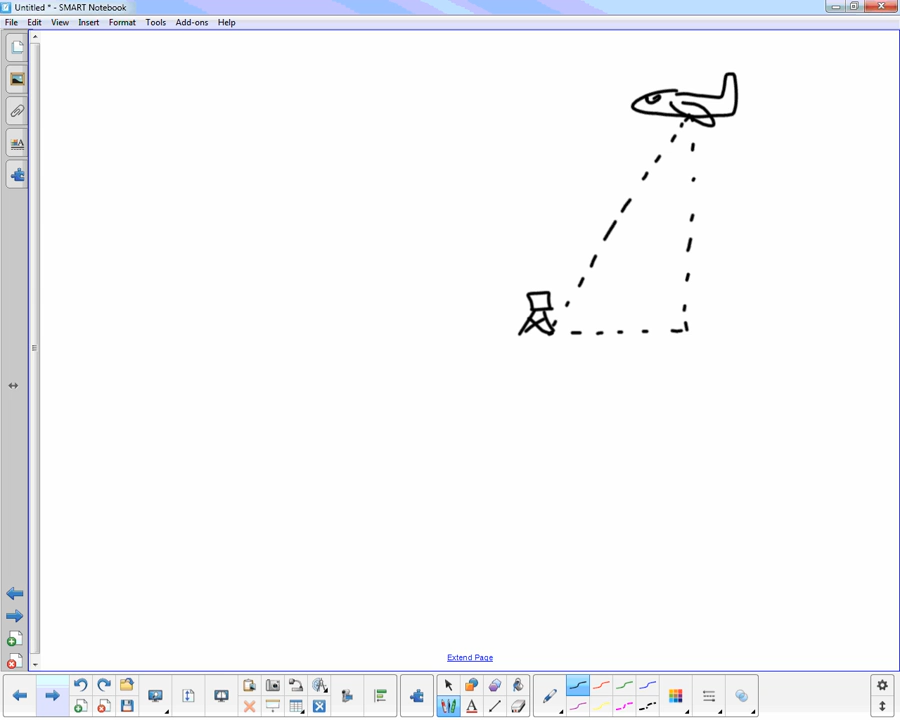 Untitled * - SMART Notebook
File Edit View Insert Format Tools Add-ons Help
Extend Page